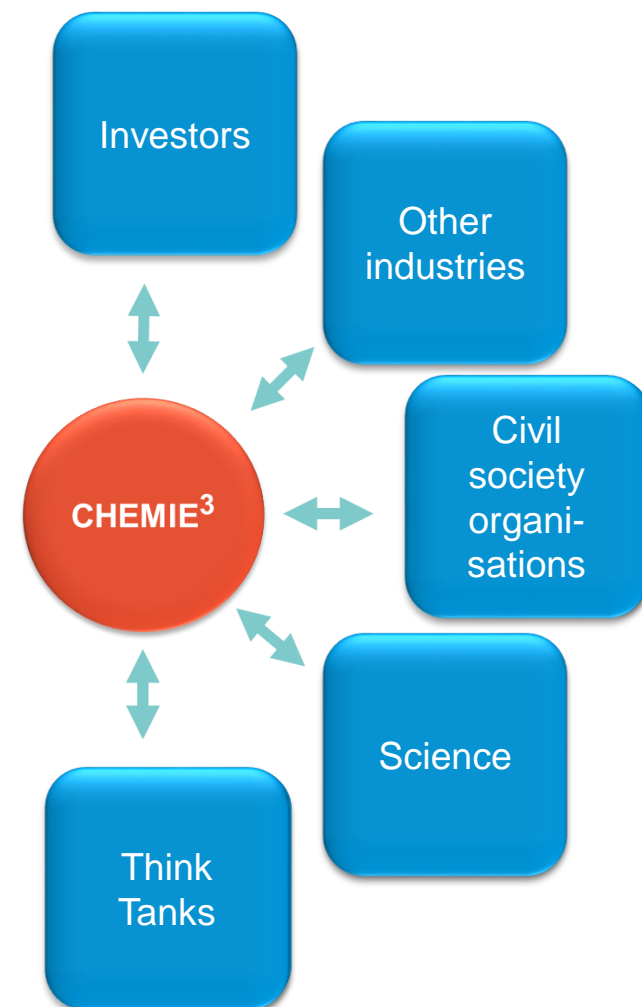 Investors
Other
industries
Civil
society
organi-
sations
CHEMIE³
Science
Think
Tanks